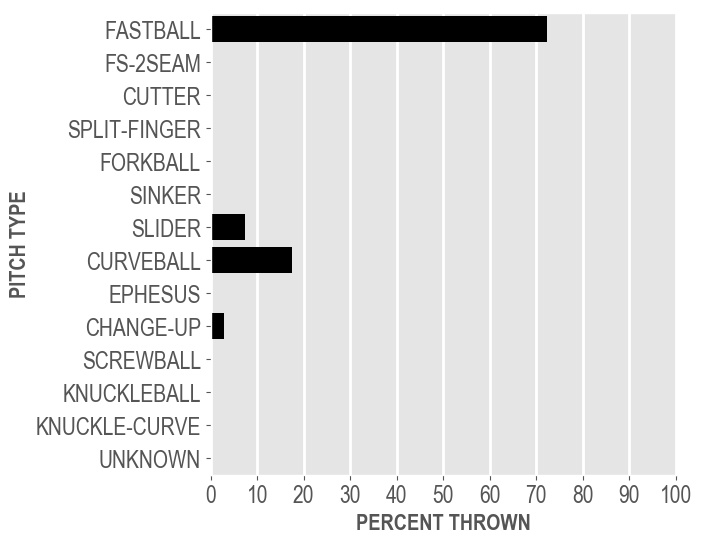 FASTBALL
FS-2SEAM
CUTTER
SPLIT-FINGER
FORKBALL
SINKER
SLIDER
CURVEBALL
EPHESUS
CHANGE-UP
SCREWBALL
KNUCKLEBALL
KNUCKLE-CURVE
UNKNOWN
PITCH TYPE
0 10 20 30 40 50 60 70 80 90 100
PERCENT THROWN